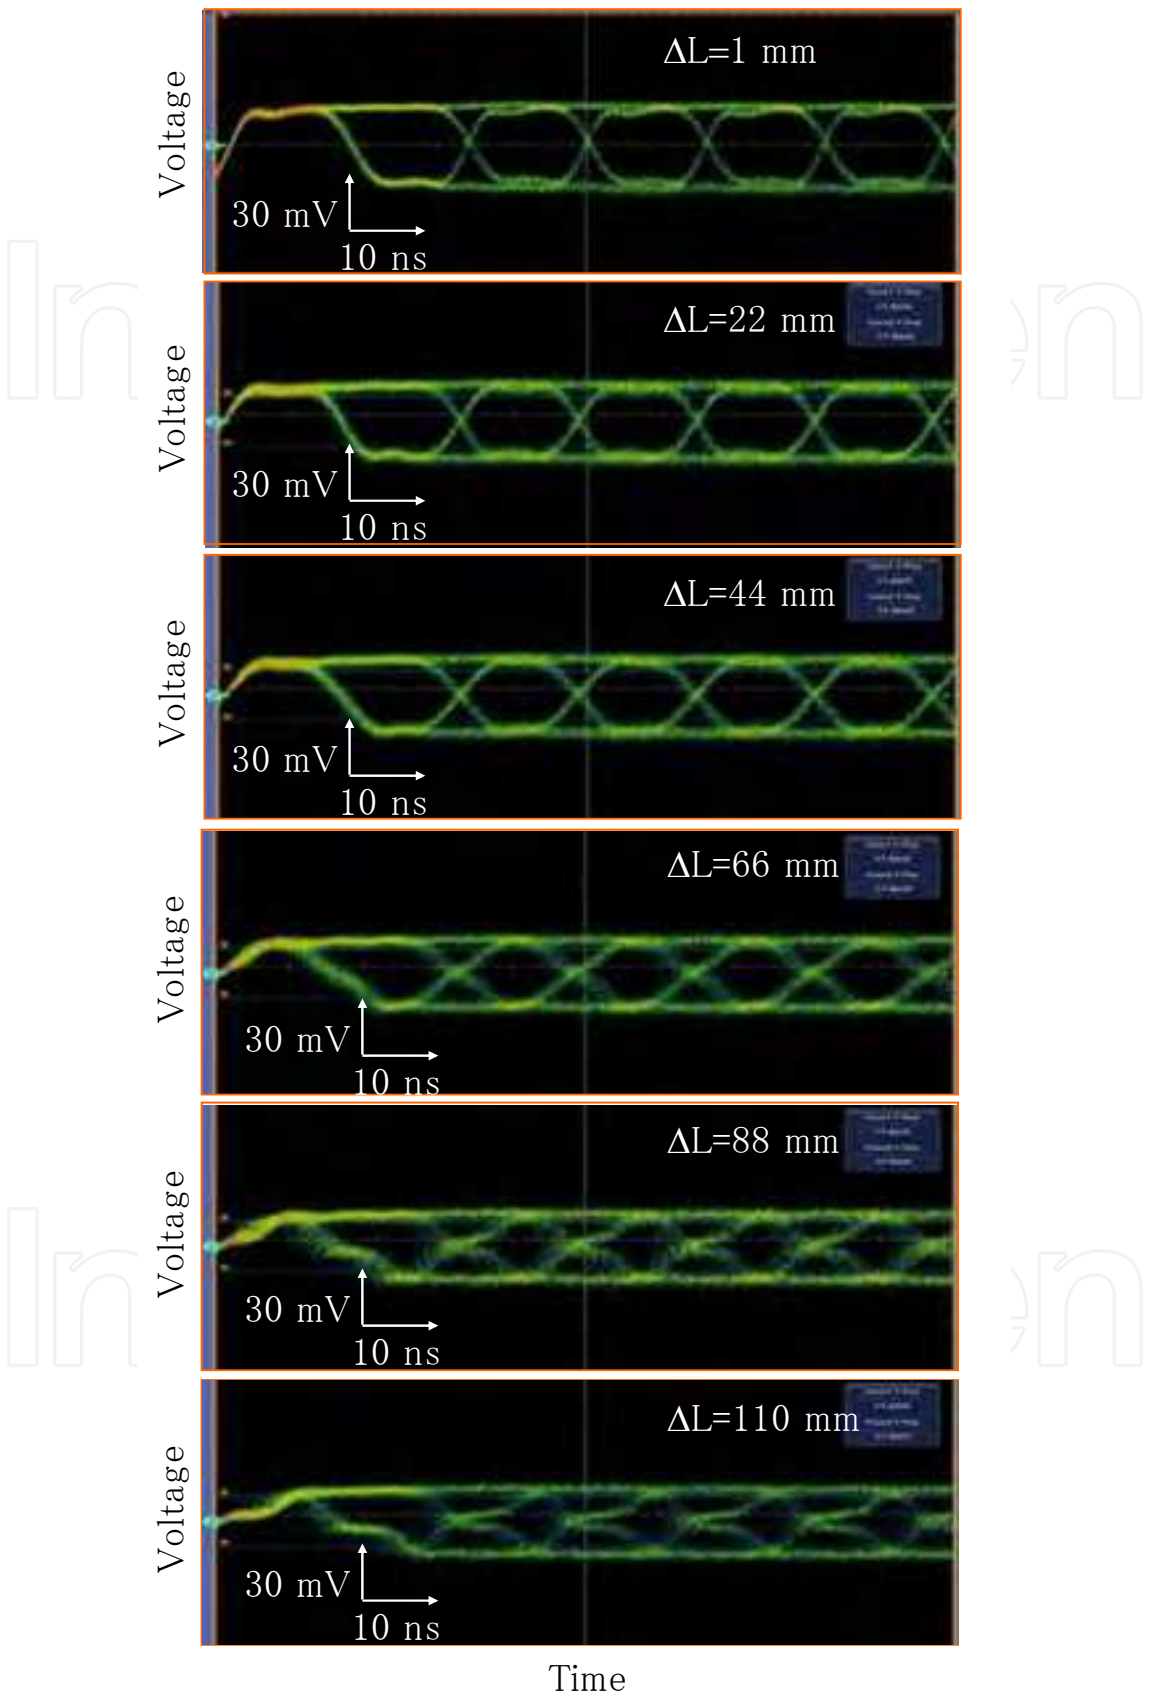 ΔL=1 mm
Voltage
30 mV
10 ns
ΔL=22 mm
Voltage
30 mV
10 ns
ΔL=44 mm
Voltage
30 mV
10 ns
ΔL=66 mm
Voltage
30 mV
10 ns
ΔL=88 mm
Voltage
30 mV
10 ns
ΔL=110 mm
Voltage
30 mV
10 ns
Time